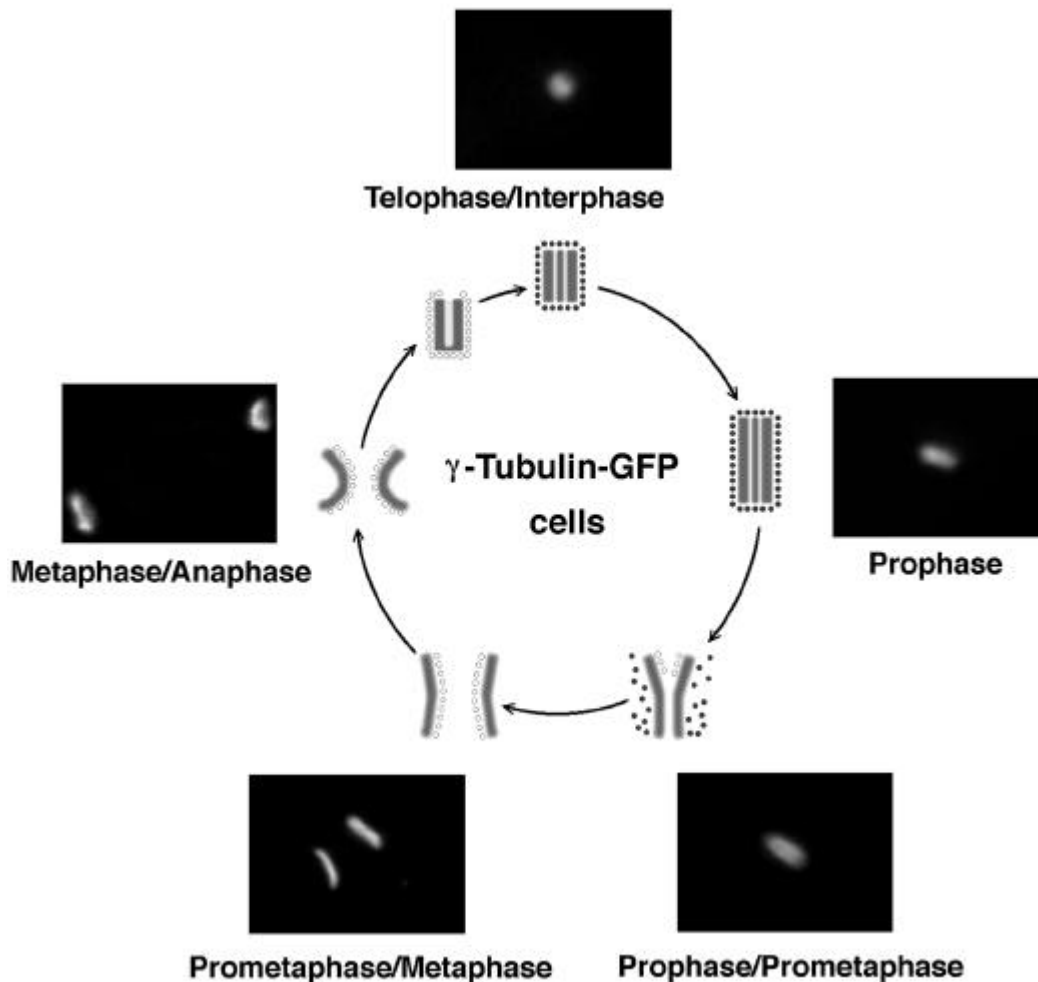 Telophase/Interphase
γ-Tubulin-GFP
cells
Metaphase/Anaphase
Prophase
Prometaphase/Metaphase
Prophase/Prometaphase